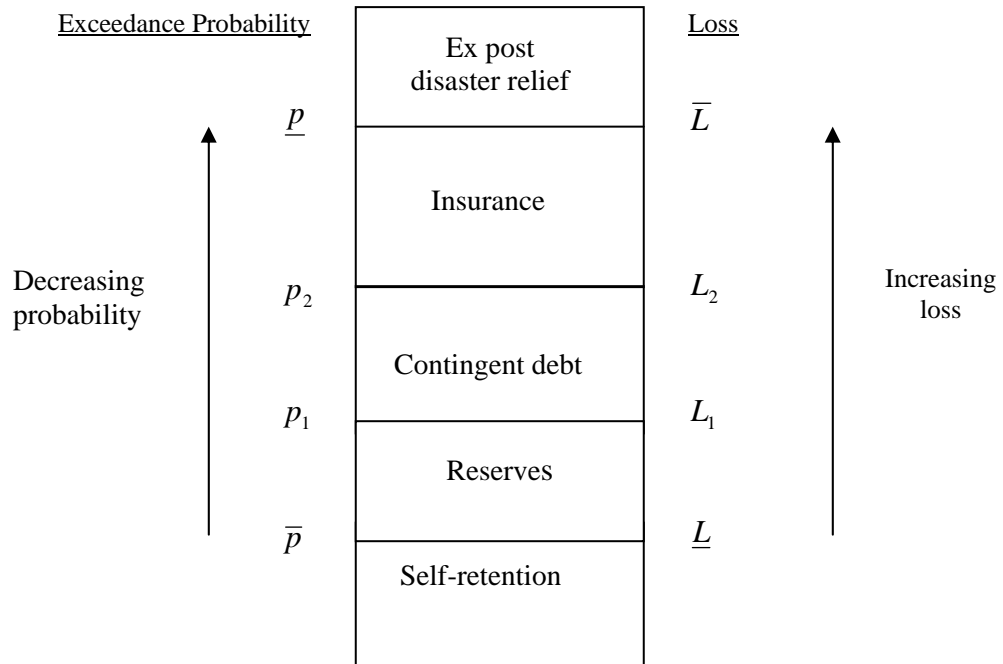 Exceedance Probability
Loss
Ex post
disaster relief
p̲
L̅
Insurance
Decreasing
probability
p₂
L₂
Increasing
loss
Contingent debt
p₁
L₁
Reserves
p̅
L̲
Self-retention